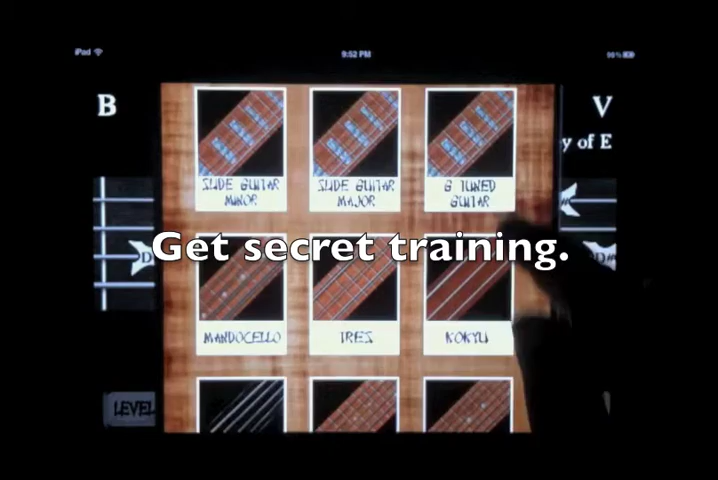 iPad 9:52 PM 98%
B
V
y of E
SLIDE GUITAR
MINOR
SLIDE GUITAR
MAJOR
G TUNED
GUITAR
Get secret training.
D
D#
MANDOCELLO
TRES
KOKYU
LEVEL